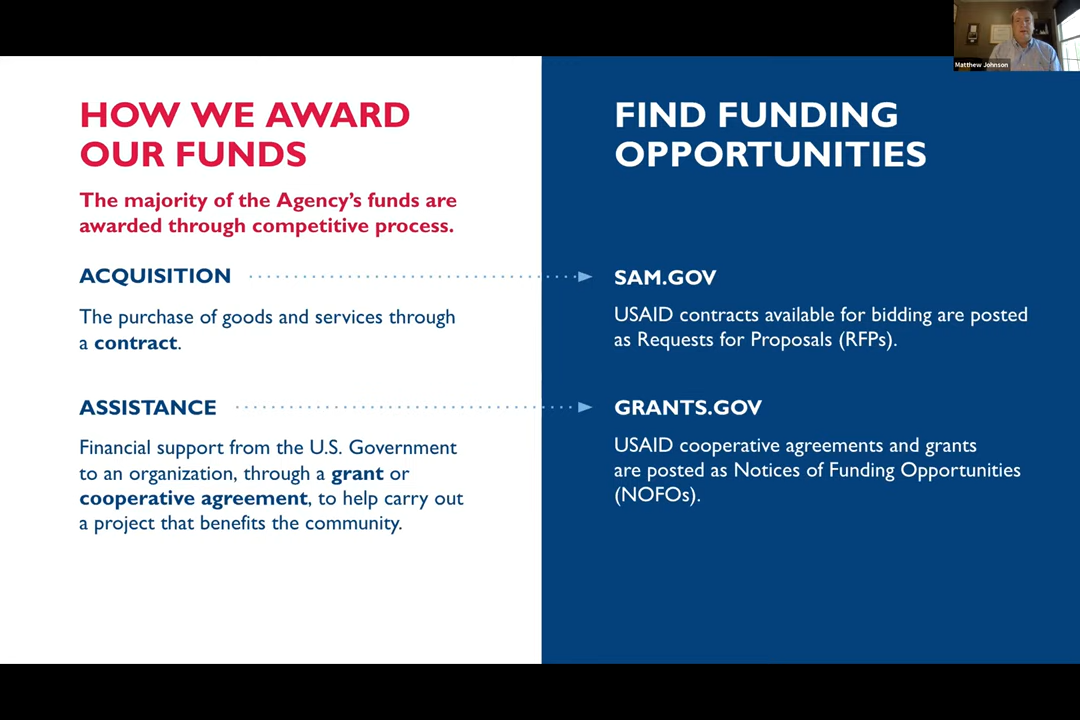 Matthew Johnson
HOW WE AWARD
OUR FUNDS
The majority of the Agency's funds are
awarded through competitive process.
ACQUISITION
The purchase of goods and services through
a contract.
ASSISTANCE
Financial support from the U.S. Government
to an organization, through a grant or
cooperative agreement, to help carry out
a project that benefits the community.
FIND FUNDING
OPPORTUNITIES
SAM.GOV
USAID contracts available for bidding are posted
as Requests for Proposals (RFPs).
GRANTS.GOV
USAID cooperative agreements and grants
are posted as Notices of Funding Opportunities
(NOFOs).